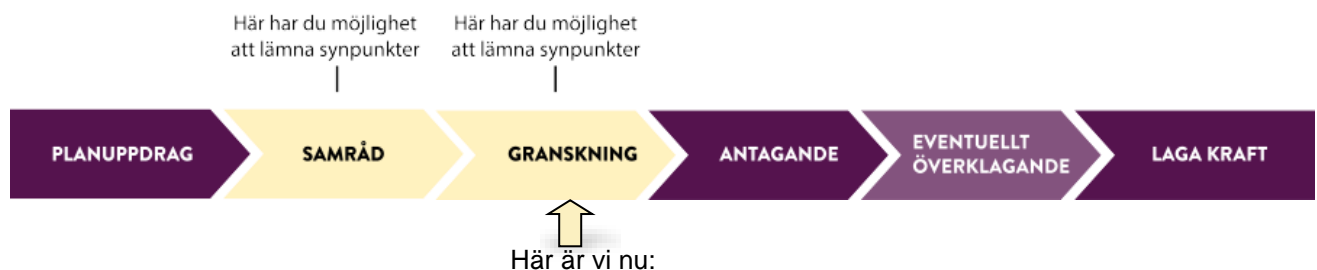 Här har du möjlighet
att lämna synpunkter
Här har du möjlighet
att lämna synpunkter
PLANUPPDRAG
SAMRÅD
GRANSKNING
ANTAGANDE
EVENTUELLT
ÖVERKLAGANDE
LAGA KRAFT
Här är vi nu: